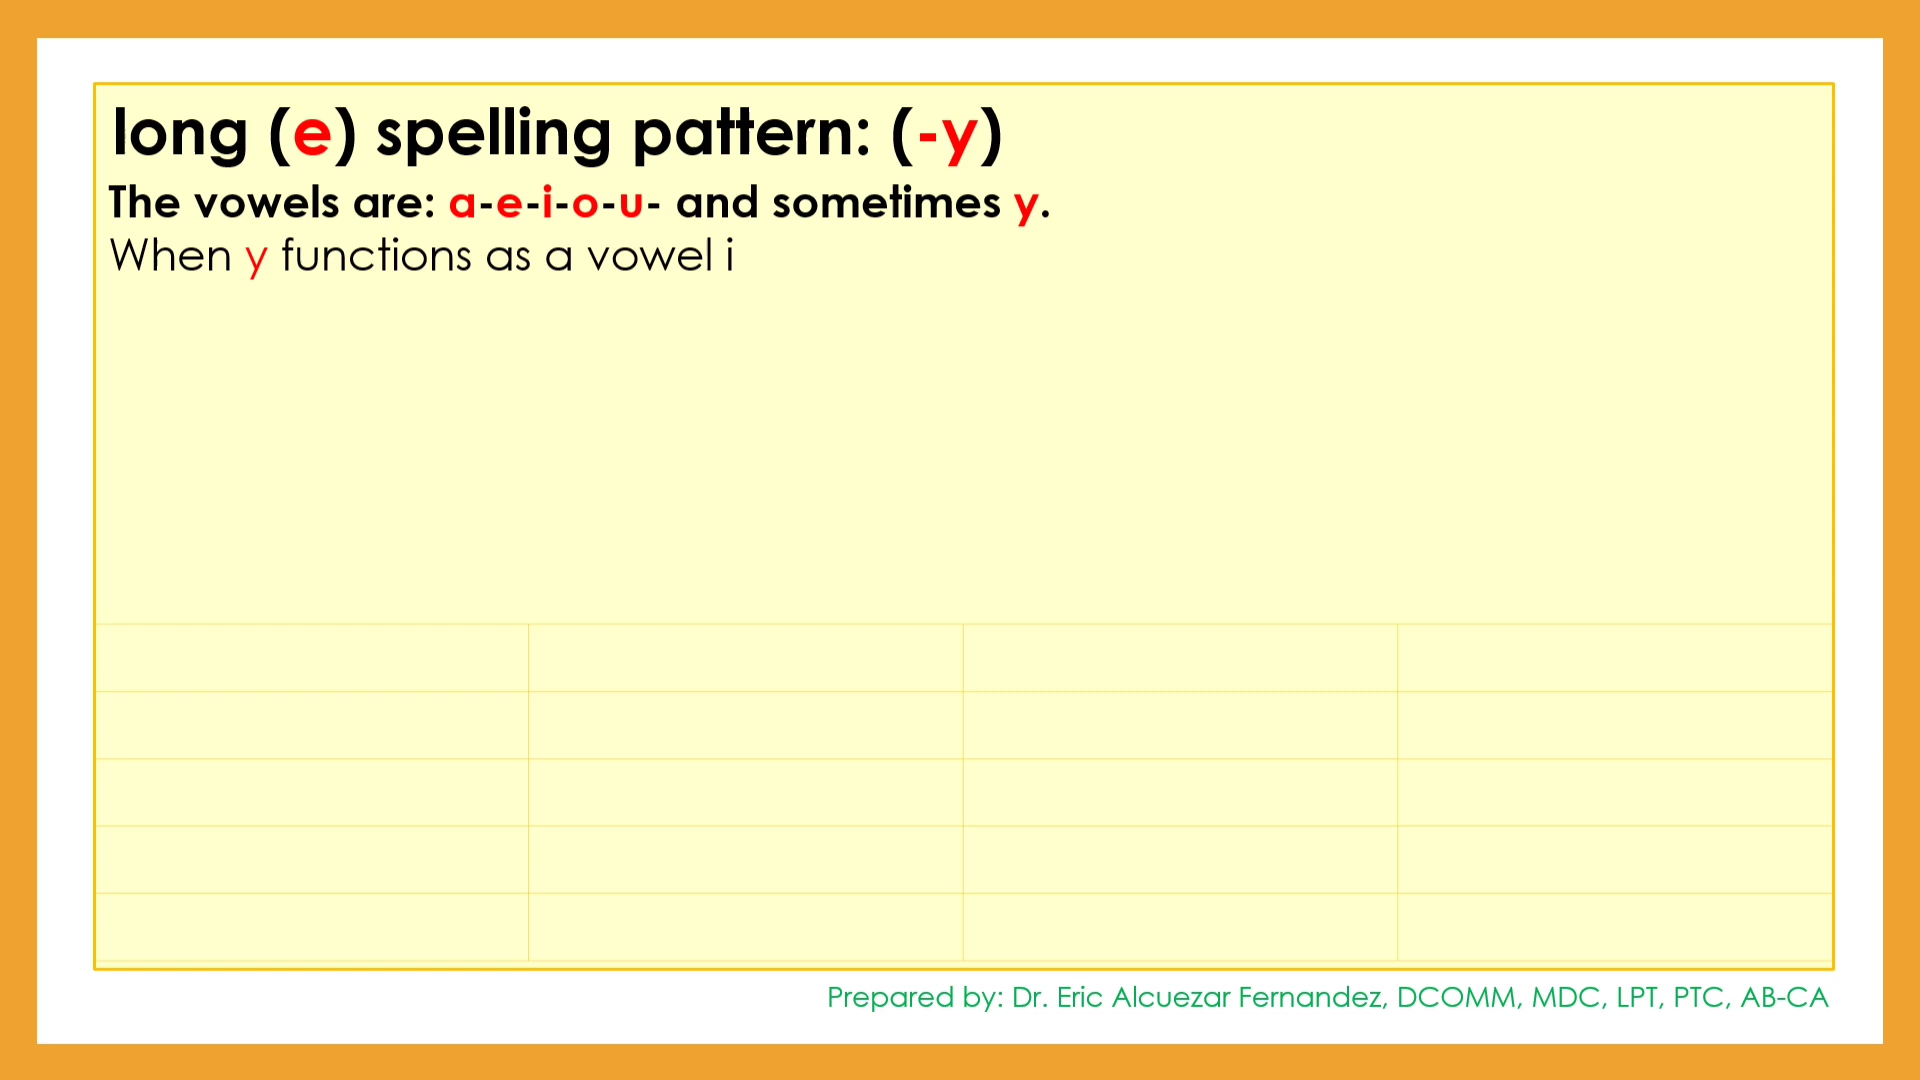 long (e) spelling pattern: (-y)
The vowels are: a-e-i-o-u- and sometimes y.
When y functions as a vowel i
Prepared by: Dr. Eric Alcuezar Fernandez, DCOMM, MDC, LPT, PTC, AB-CA